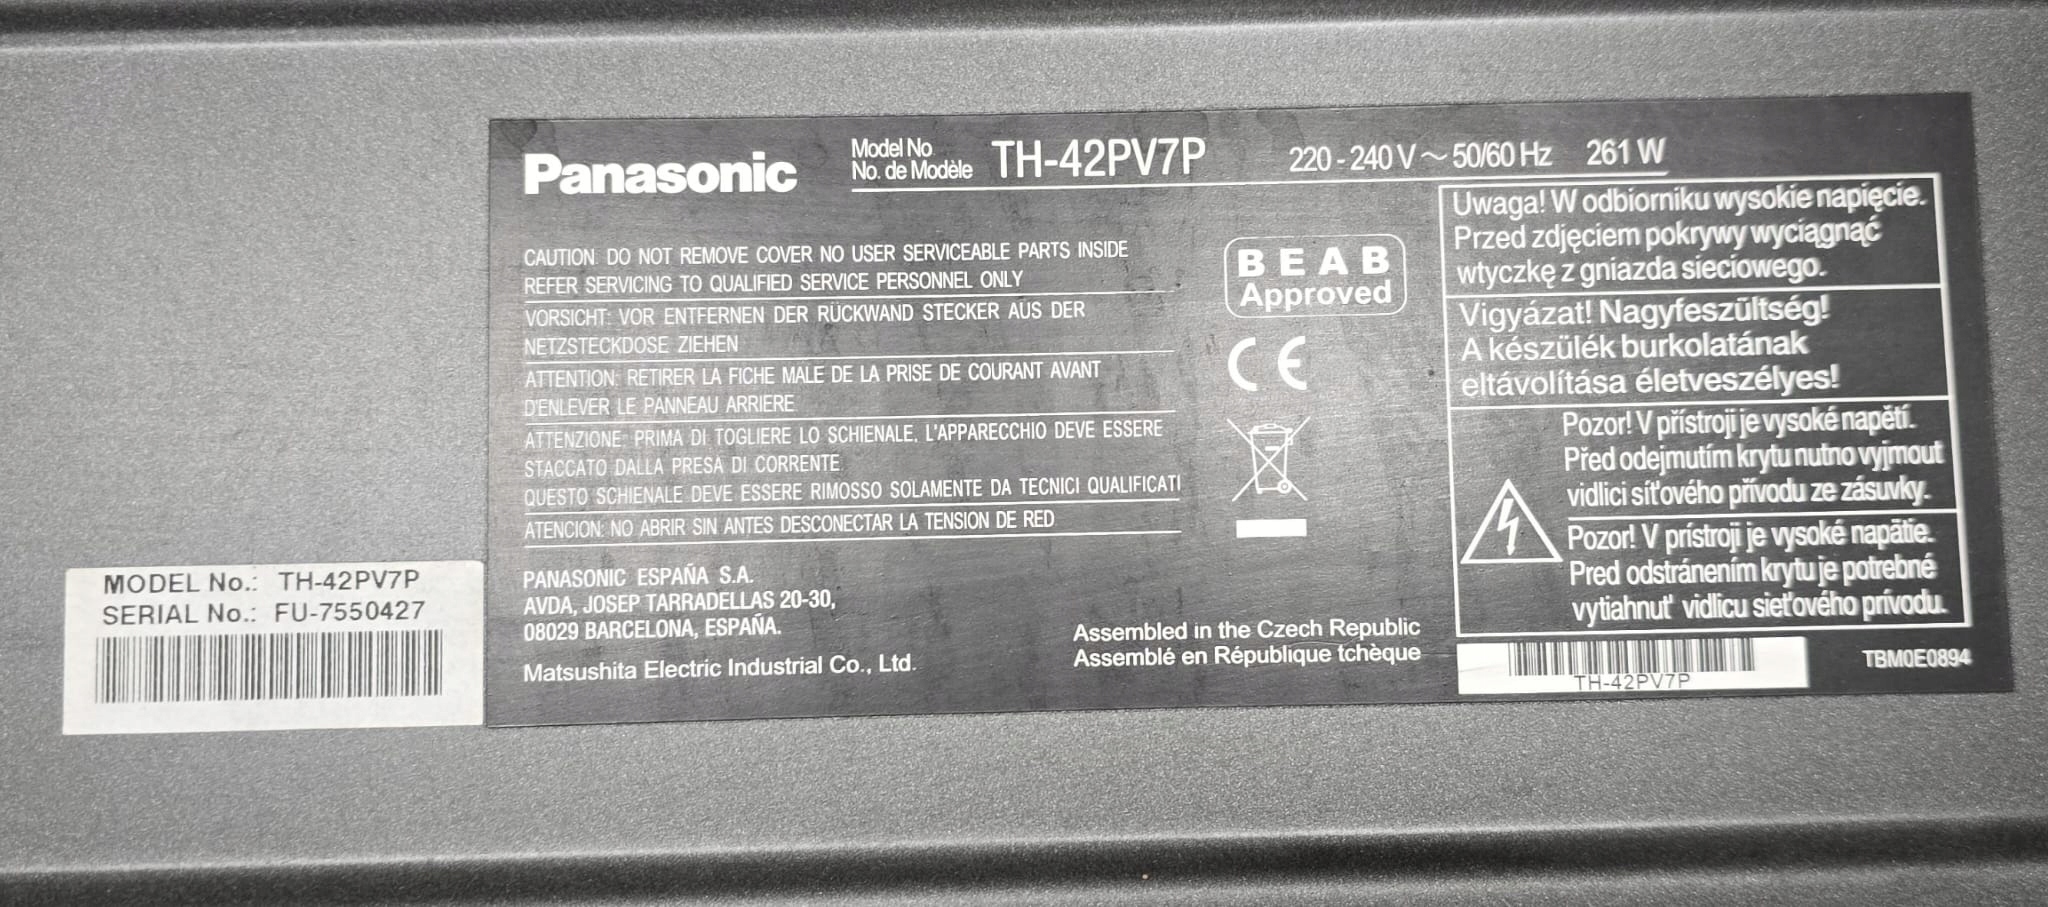 Panasonic
Model No
No. de Modèle
TH-42PV7P
220 - 240 V ~ 50/60 Hz 261 W
CAUTION: DO NOT REMOVE COVER NO USER SERVICEABLE PARTS INSIDE
REFER SERVICING TO QUALIFIED SERVICE PERSONNEL ONLY
VORSICHT: VOR ENTFERNEN DER RÜCKWAND STECKER AUS DER
NETZSTECKDOSE ZIEHEN
ATTENTION: RETIRER LA FICHE MALE DE LA PRISE DE COURANT AVANT
D'ENLEVER LE PANNEAU ARRIERE
ATTENZIONE: PRIMA DI TOGLIERE LO SCHIENALE, L'APPARECCHIO DEVE ESSERE
STACCATO DALLA PRESA DI CORRENTE
QUESTO SCHIENALE DEVE ESSERE RIMOSSO SOLAMENTE DA TECNICI QUALIFICATI
ATENCION: NO ABRIR SIN ANTES DESCONECTAR LA TENSION DE RED
PANASONIC ESPAÑA S.A.
AVDA, JOSEP TARRADELLAS 20-30,
08029 BARCELONA, ESPAÑA.
Matsushita Electric Industrial Co., Ltd.
BEAB
Approved
CE
Assembled in the Czech Republic
Assemblé en République tchèque
Uwaga! W odbiorniku wysokie napięcie.
Przed zdjęciem pokrywy wyciągnąć
wtyczkę z gniazda sieciowego.
Vigyázat! Nagyfeszültség!
A készülék burkolatának
eltávolítása életveszélyes!
Pozor! V přístroji je vysoké napětí.
Před odejmutím krytu nutno vyjmout
vidlici síťového přívodu ze zásuvky.
Pozor! V prístroji je vysoké napätie.
Pred odstránením krytu je potrebné
vytiahnuť vidlicu sieťového prívodu.
TH-42PV7P
TBM0E0894
MODEL No.: TH-42PV7P
SERIAL No.: FU-7550427